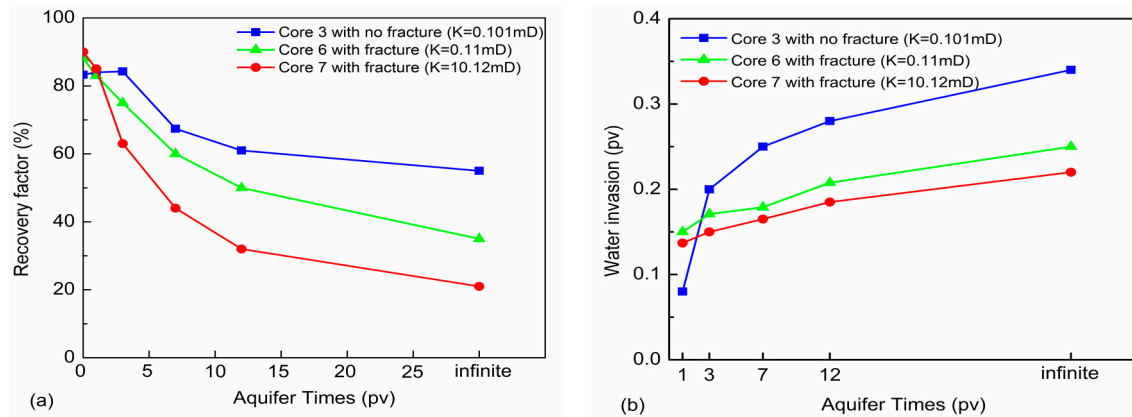 100
80
60
40
20
0
Recovery factor (%)
Core 3 with no fracture (K=0.101mD)
Core 6 with fracture (K=0.11mD)
Core 7 with fracture (K=10.12mD)
0 5 10 15 20 25 infinite
Aquifer Times (pv)
(a)
0.4
0.3
0.2
0.1
0.0
Water invasion (pv)
Core 3 with no fracture (K=0.101mD)
Core 6 with fracture (K=0.11mD)
Core 7 with fracture (K=10.12mD)
1 3 7 12 infinite
Aquifer Times (pv)
(b)